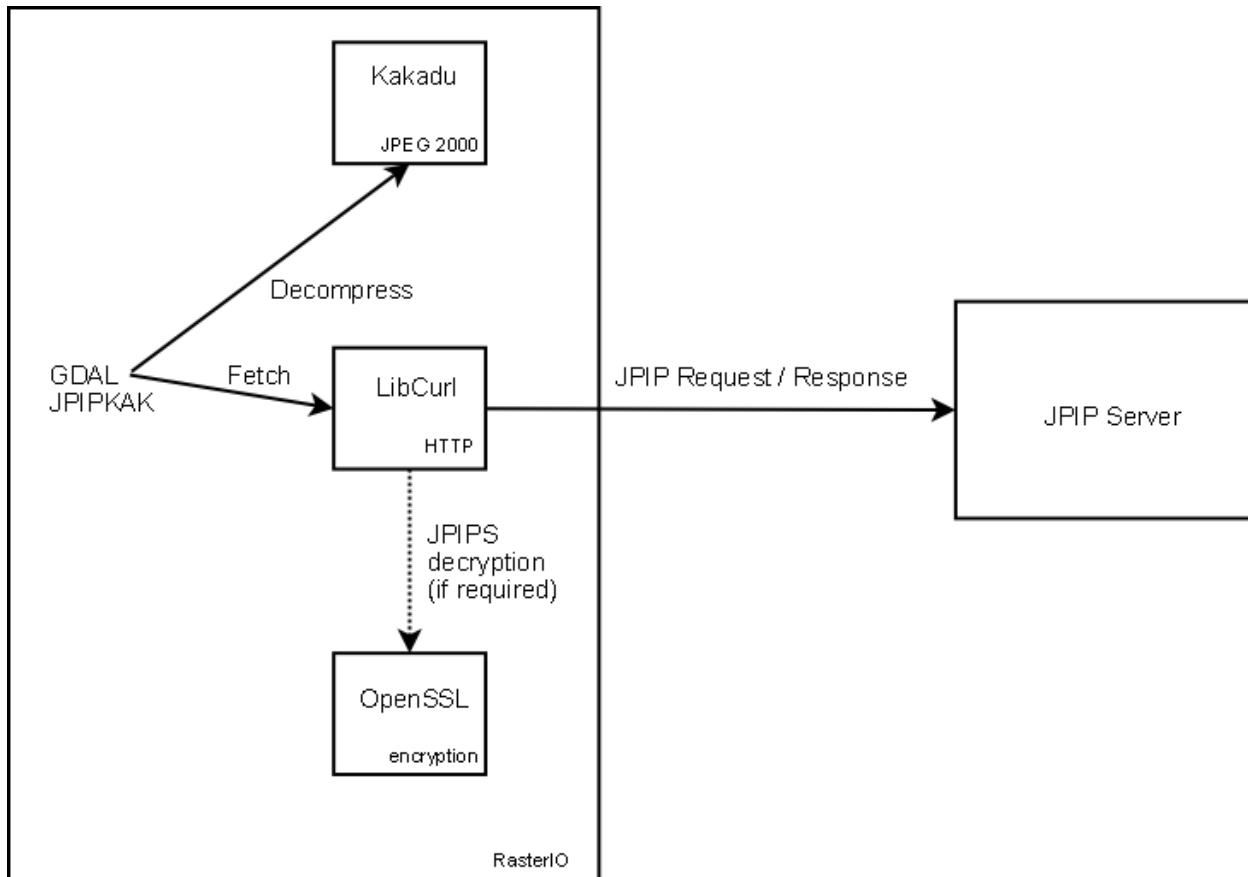 Kakadu
JPEG 2000
Decompress
GDAL
JPIPKAK
Fetch
LibCurl
HTTP
JPIP Request / Response
JPIP Server
JPIPS
decryption
(if required)
OpenSSL
encryption
RasterIO